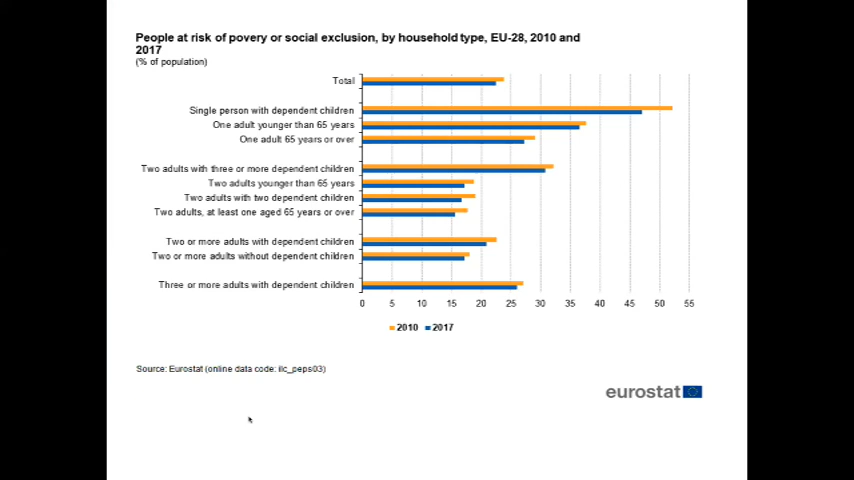 People at risk of poverty or social exclusion, by household type, EU-28, 2010 and
2017
(% of population)
Total
Single person with dependent children
One adult younger than 65 years
One adult 65 years or over
Two adults with three or more dependent children
Two adults younger than 65 years
Two adults with two dependent children
Two adults, at least one aged 65 years or over
Two or more adults with dependent children
Two or more adults without dependent children
Three or more adults with dependent children
0 5 10 15 20 25 30 35 40 45 50 55
2010 2017
Source: Eurostat (online data code: ilc_peps03)
eurostat